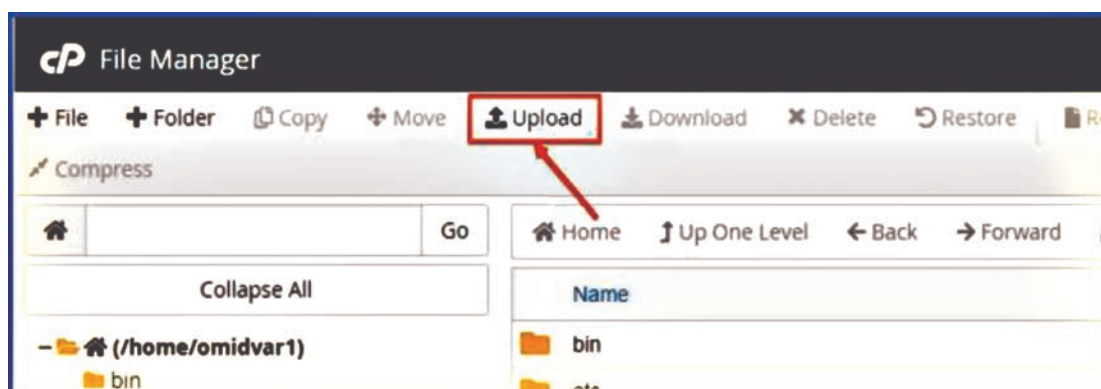 cP File Manager
+ File + Folder Copy Move Upload Download Delete Restore
Compress
Go
Home Up One Level Back Forward
Collapse All
Name
(/home/omidvar1)
bin
bin